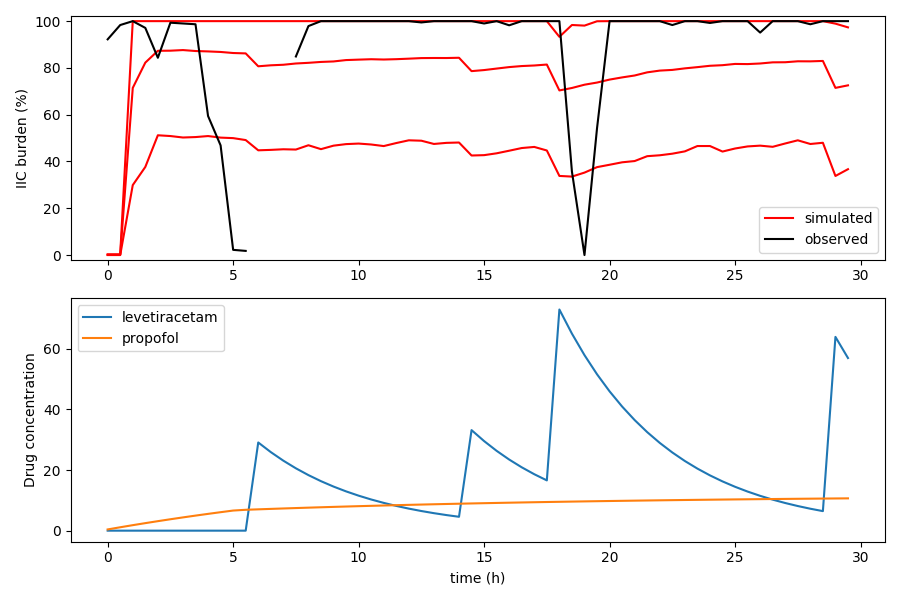 IIC burden (%)
100
80
60
40
20
0
simulated
observed
0 5 10 15 20 25 30
Drug concentration
60
40
20
0
levetiracetam
propofol
0 5 10 15 20 25 30
time (h)